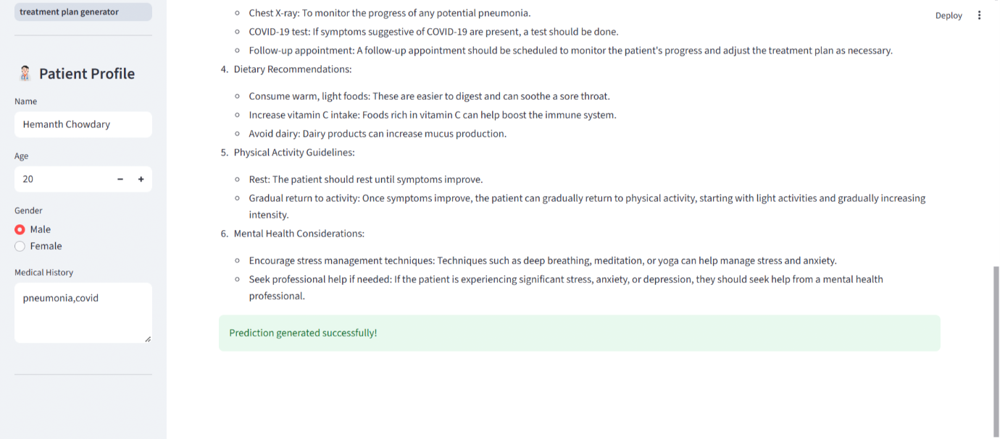 treatment plan generator
Patient Profile
Name
Hemanth Chowdary
Age
20
Gender
Male
Female
Medical History
pneumonia,covid
Deploy
Chest X-ray: To monitor the progress of any potential pneumonia.
COVID-19 test: If symptoms suggestive of COVID-19 are present, a test should be done.
Follow-up appointment: A follow-up appointment should be scheduled to monitor the patient's progress and adjust the treatment plan as necessary.
4. Dietary Recommendations:
Consume warm, light foods: These are easier to digest and can soothe a sore throat.
Increase vitamin C intake: Foods rich in vitamin C can help boost the immune system.
Avoid dairy: Dairy products can increase mucus production.
5. Physical Activity Guidelines:
Rest: The patient should rest until symptoms improve.
Gradual return to activity: Once symptoms improve, the patient can gradually return to physical activity, starting with light activities and gradually increasing
intensity.
6. Mental Health Considerations:
Encourage stress management techniques: Techniques such as deep breathing, meditation, or yoga can help manage stress and anxiety.
Seek professional help if needed: If the patient is experiencing significant stress, anxiety, or depression, they should seek help from a mental health
professional.
Prediction generated successfully!